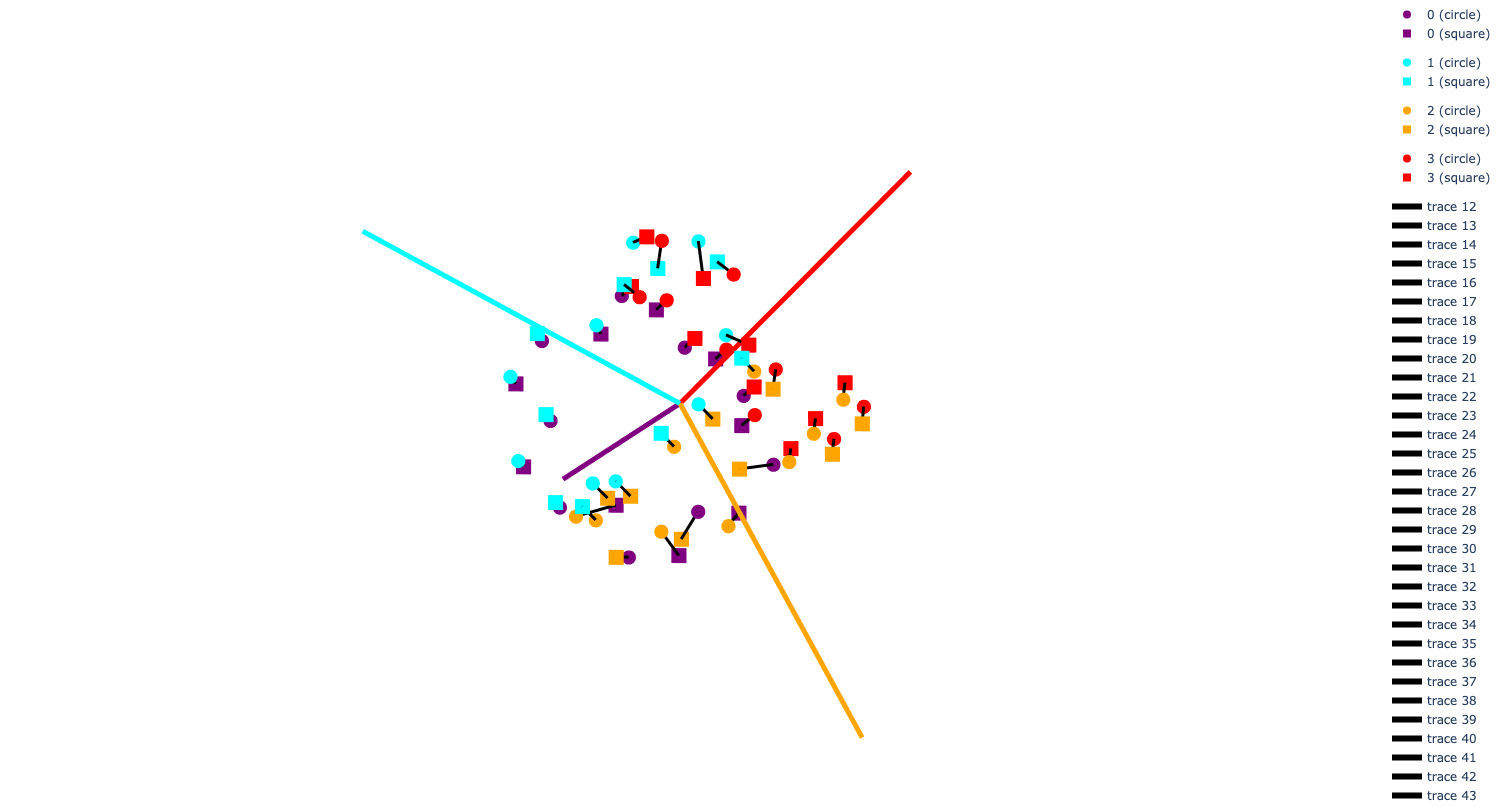 0 (circle)
0 (square)
1 (circle)
1 (square)
2 (circle)
2 (square)
3 (circle)
3 (square)
trace 12
trace 13
trace 14
trace 15
trace 16
trace 17
trace 18
trace 19
trace 20
trace 21
trace 22
trace 23
trace 24
trace 25
trace 26
trace 27
trace 28
trace 29
trace 30
trace 31
trace 32
trace 33
trace 34
trace 35
trace 36
trace 37
trace 38
trace 39
trace 40
trace 41
trace 42
trace 43